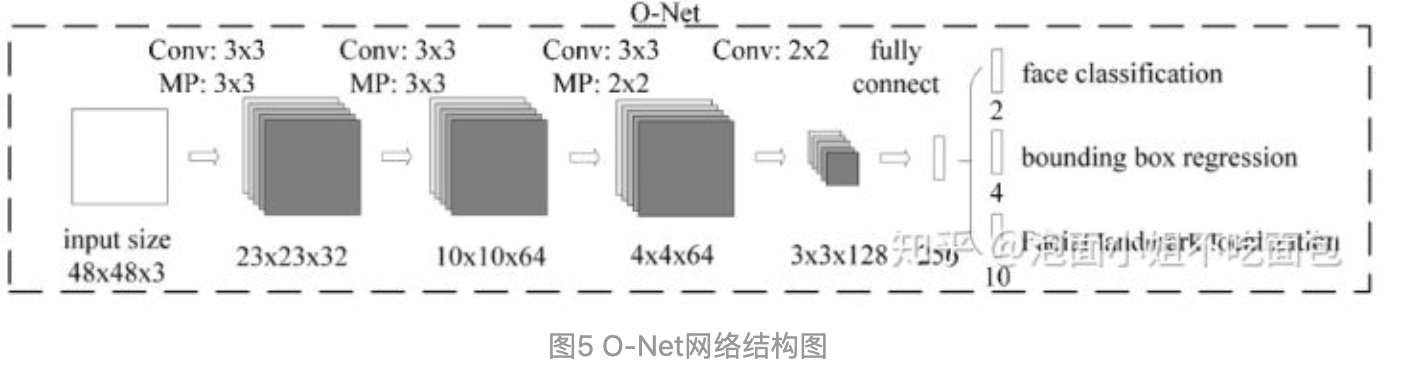 O-Net
Conv: 3x3
MP: 3x3
Conv: 3x3
MP: 3x3
Conv: 3x3
MP: 2x2
Conv: 2x2
fully
connect
input size
48x48x3
23x23x32
10x10x64
4x4x64
3x3x128
256
face classification
2
bounding box regression
4
Facial landmark localization
10
知乎 @泡面小姐不吃面包
图5 O-Net网络结构图